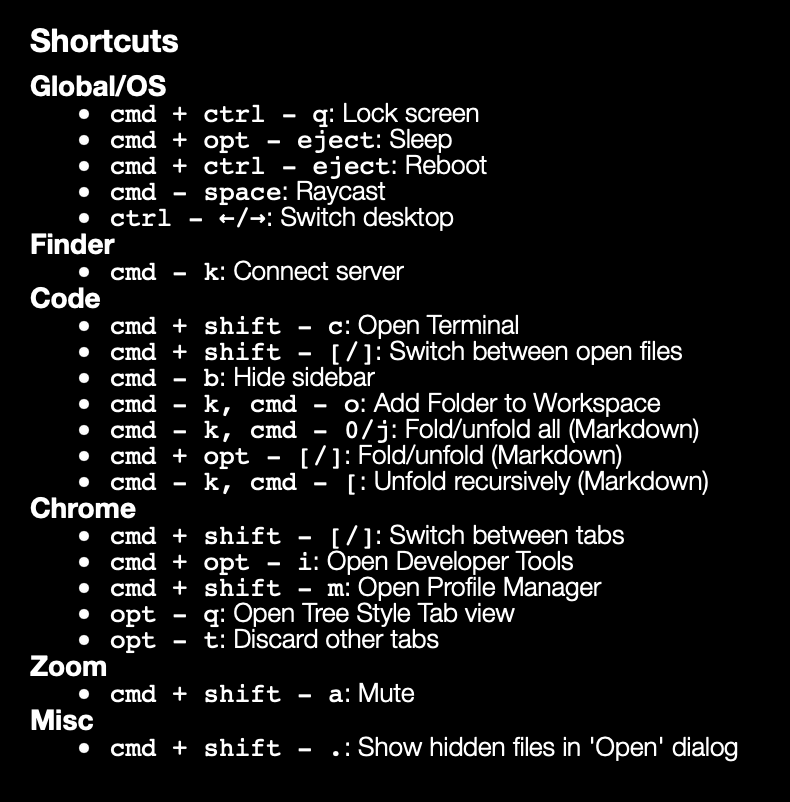 Shortcuts
Global/OS
• cmd + ctrl - q: Lock screen
• cmd + opt - eject: Sleep
• cmd + ctrl - eject: Reboot
• cmd - space: Raycast
• ctrl - ←/→: Switch desktop
Finder
• cmd - k: Connect server
Code
• cmd + shift - c: Open Terminal
• cmd + shift - [/]: Switch between open files
• cmd - b: Hide sidebar
• cmd - k, cmd - o: Add Folder to Workspace
• cmd - k, cmd - 0/j: Fold/unfold all (Markdown)
• cmd + opt - [/]: Fold/unfold (Markdown)
• cmd - k, cmd - [: Unfold recursively (Markdown)
Chrome
• cmd + shift - [/]: Switch between tabs
• cmd + opt - i: Open Developer Tools
• cmd + shift - m: Open Profile Manager
• opt - q: Open Tree Style Tab view
• opt - t: Discard other tabs
Zoom
• cmd + shift - a: Mute
Misc
• cmd + shift - .: Show hidden files in 'Open' dialog